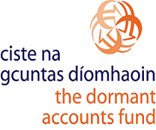 ciste na
gcuntas díomhaoin
the dormant
accounts fund